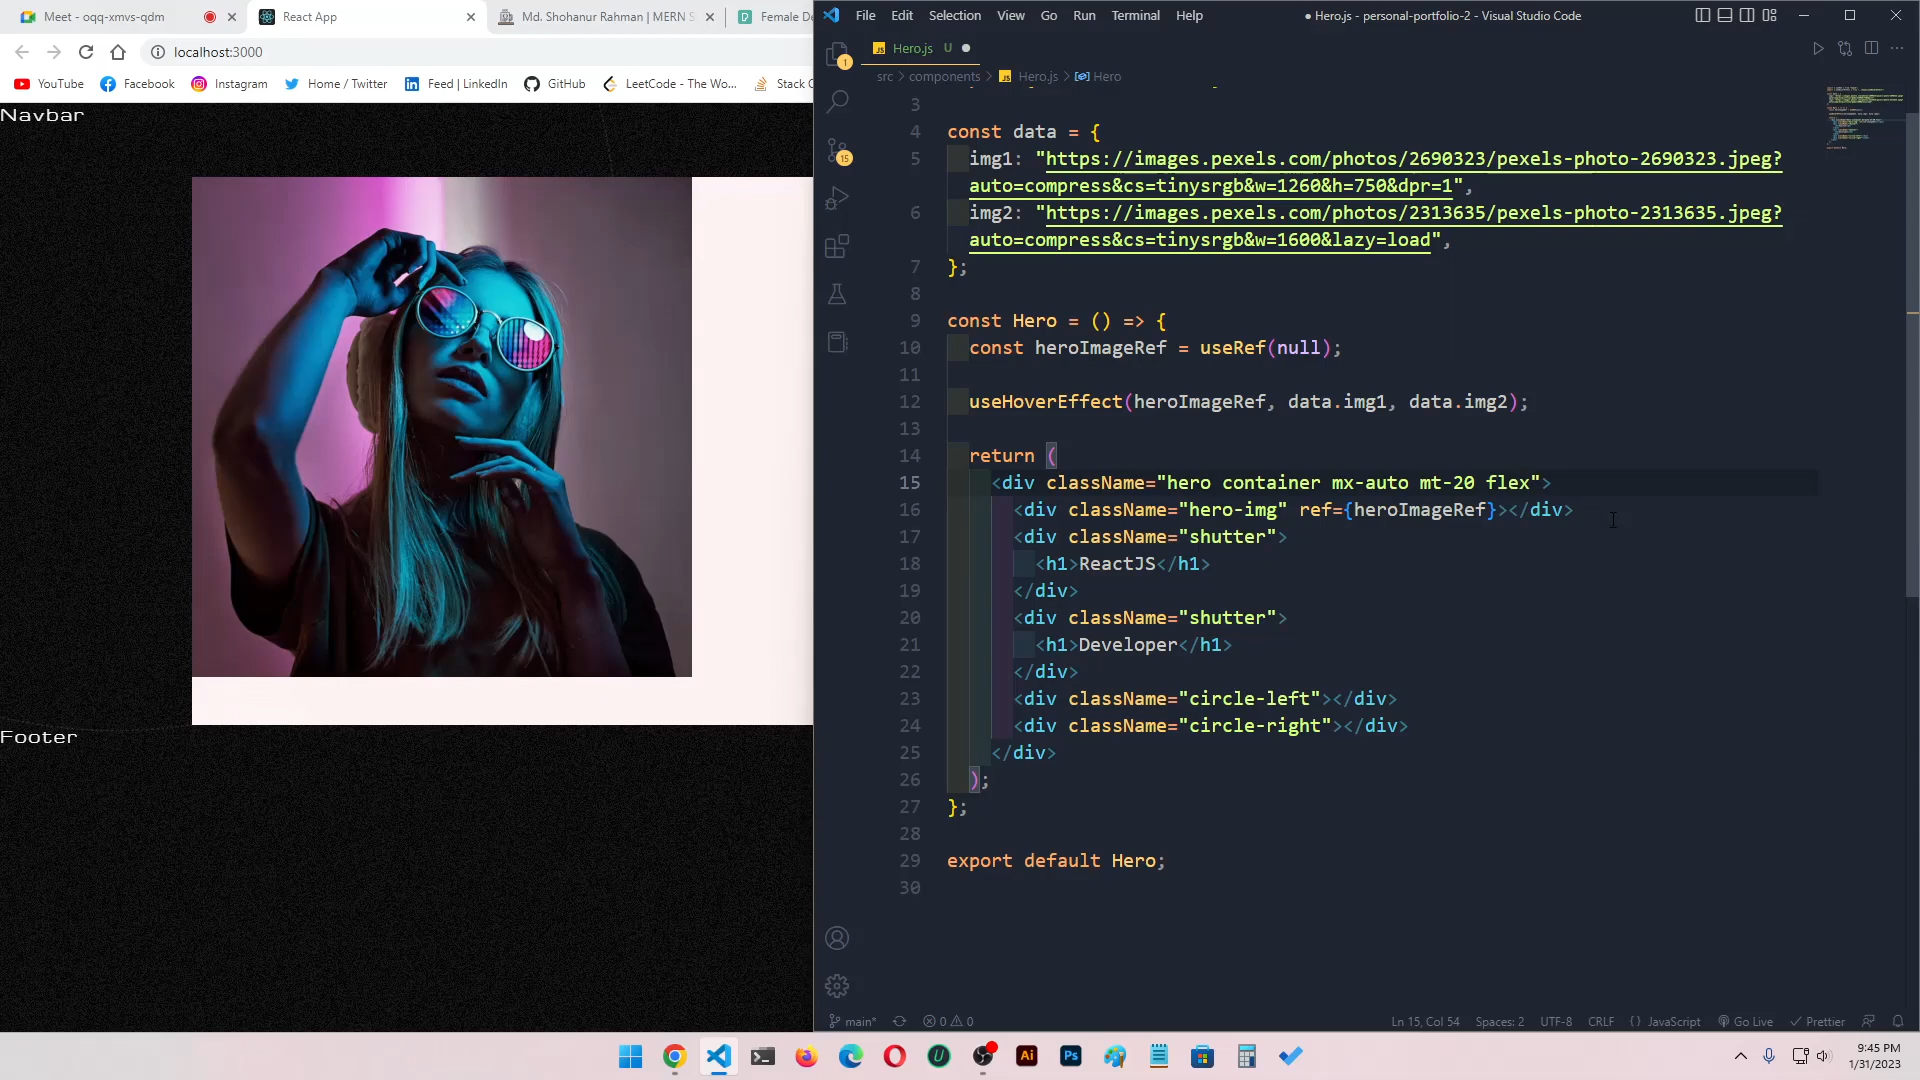 Meet - oqq-xmvs-qdm
React App
Md. Shohanur Rahman | MERN S
Female De
localhost:3000
YouTube
Facebook
Instagram
Home / Twitter
Feed | LinkedIn
GitHub
LeetCode - The Wo...
Stack C
Navbar
Footer
File Edit Selection View Go Run Terminal Help
● Hero.js - personal-portfolio-2 - Visual Studio Code
Hero.js U
src > components > Hero.js > Hero
1
15
3
4 const data = {
5 img1: "https://images.pexels.com/photos/2690323/pexels-photo-2690323.jpeg?
auto=compress&cs=tinysrgb&w=1260&h=750&dpr=1",
6 img2: "https://images.pexels.com/photos/2313635/pexels-photo-2313635.jpeg?
auto=compress&cs=tinysrgb&w=1600&lazy=load",
7 };
8
9 const Hero = () => {
10 const heroImageRef = useRef(null);
11
12 useHoverEffect(heroImageRef, data.img1, data.img2);
13
14 return (
15 <div className="hero container mx-auto mt-20 flex">
16 <div className="hero-img" ref={heroImageRef}></div>
17 <div className="shutter">
18 <h1>ReactJS</h1>
19 </div>
20 <div className="shutter">
21 <h1>Developer</h1>
22 </div>
23 <div className="circle-left"></div>
24 <div className="circle-right"></div>
25 </div>
26 );
27 };
28
29 export default Hero;
30
main* 0 0 Ln 15, Col 54 Spaces: 2 UTF-8 CRLF {} JavaScript Go Live Prettier
Ai
Ps
9:45 PM
1/31/2023